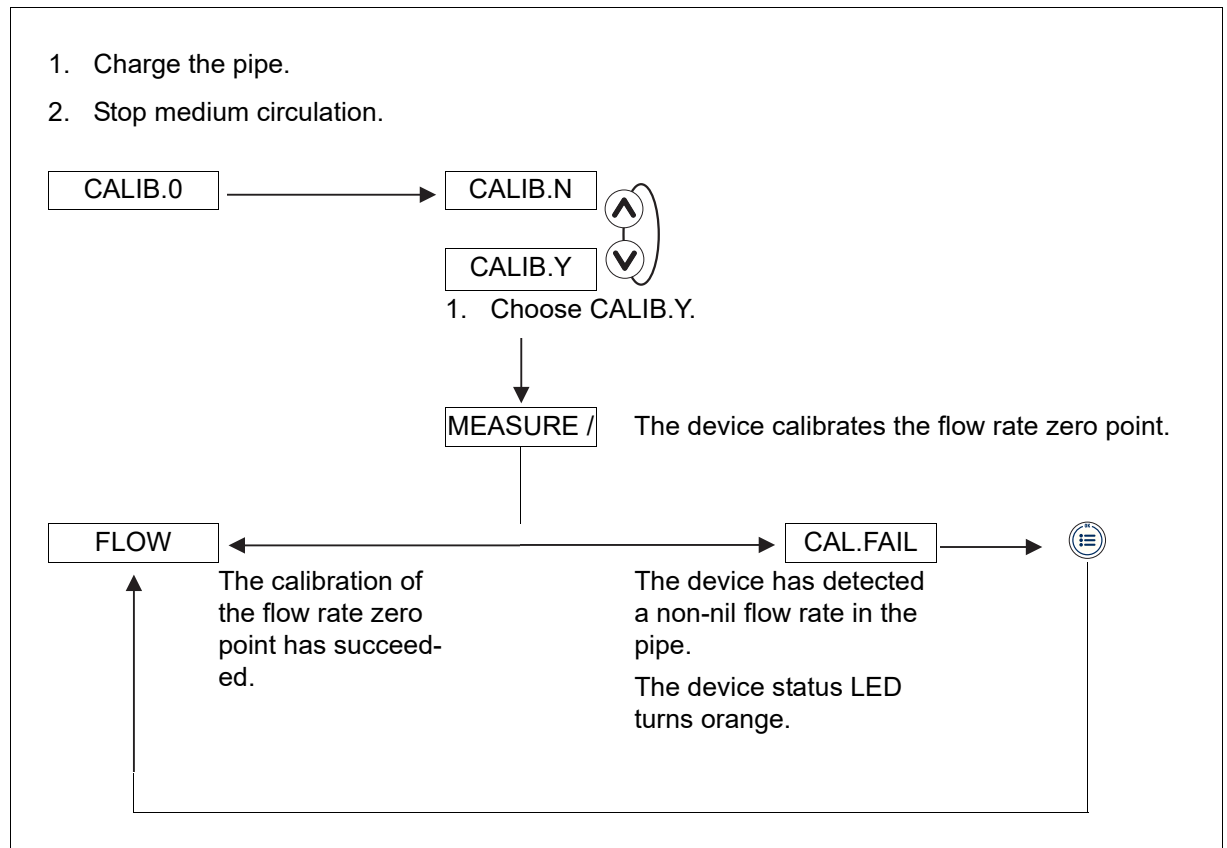 1. Charge the pipe.
2. Stop medium circulation.
CALIB.0
CALIB.N
CALIB.Y
1. Choose CALIB.Y.
MEASURE /
The device calibrates the flow rate zero point.
FLOW
The calibration of
the flow rate zero
point has succeed-
ed.
CAL.FAIL
The device has detected
a non-nil flow rate in the
pipe.
The device status LED
turns orange.
OK